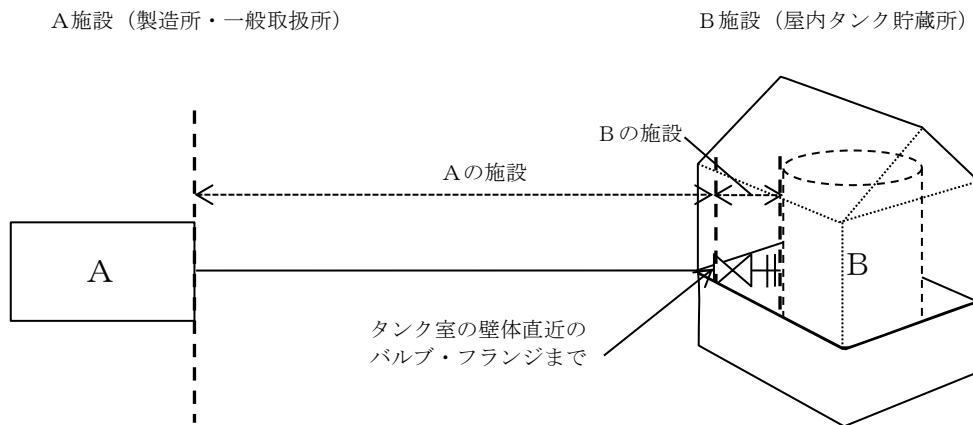 A施設（製造所・一般取扱所）
B施設（屋内タンク貯蔵所）
Bの施設
Aの施設
A
B
タンク室の壁体直近の
バルブ・フランジまで